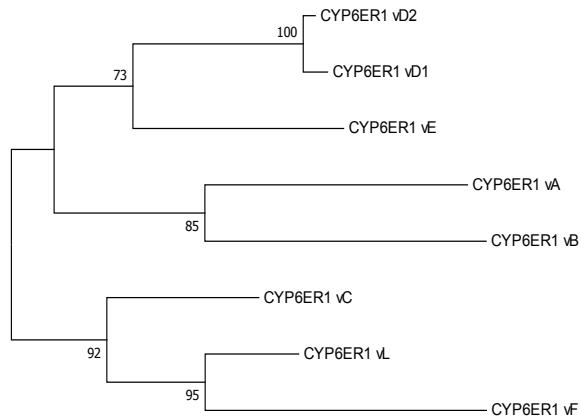 CYP6ER1 vD2
100
CYP6ER1 vD1
73
CYP6ER1 vE
CYP6ER1 vA
85
CYP6ER1 vB
CYP6ER1 vC
92
CYP6ER1 vL
95
CYP6ER1 vF